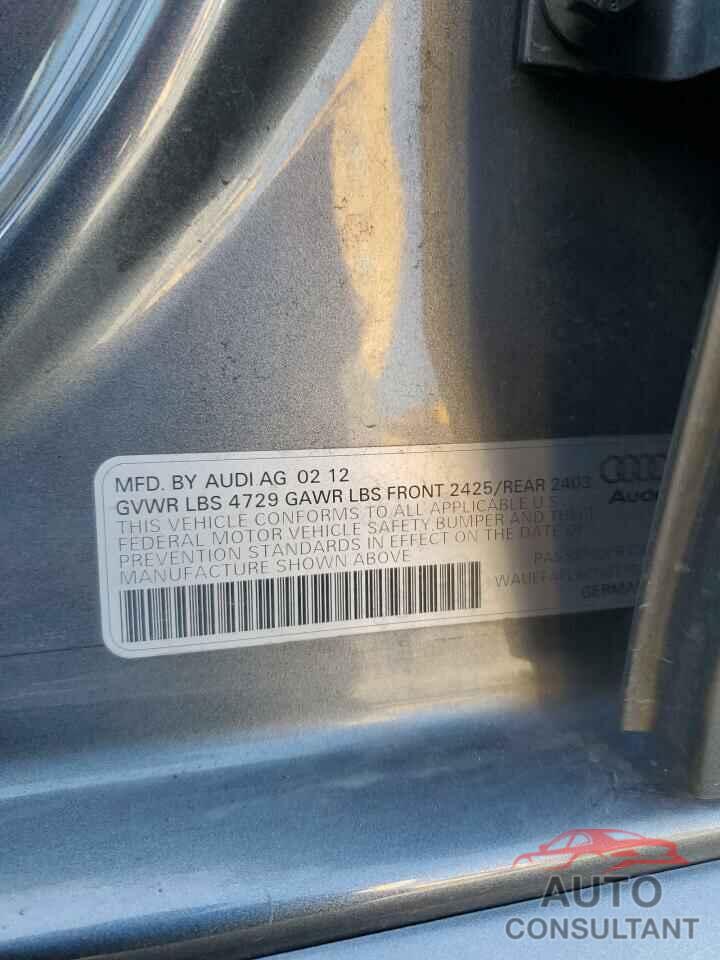 MFD. BY AUDI AG 02 12
GVWR LBS 4729 GAWR LBS FRONT 2425/REAR 2403
THIS VEHICLE CONFORMS TO ALL APPLICABLE U.S.
FEDERAL MOTOR VEHICLE SAFETY BUMPER AND THEFT
PREVENTION STANDARDS IN EFFECT ON THE DATE OF
MANUFACTURE SHOWN ABOVE
AUTO
CONSULTANT